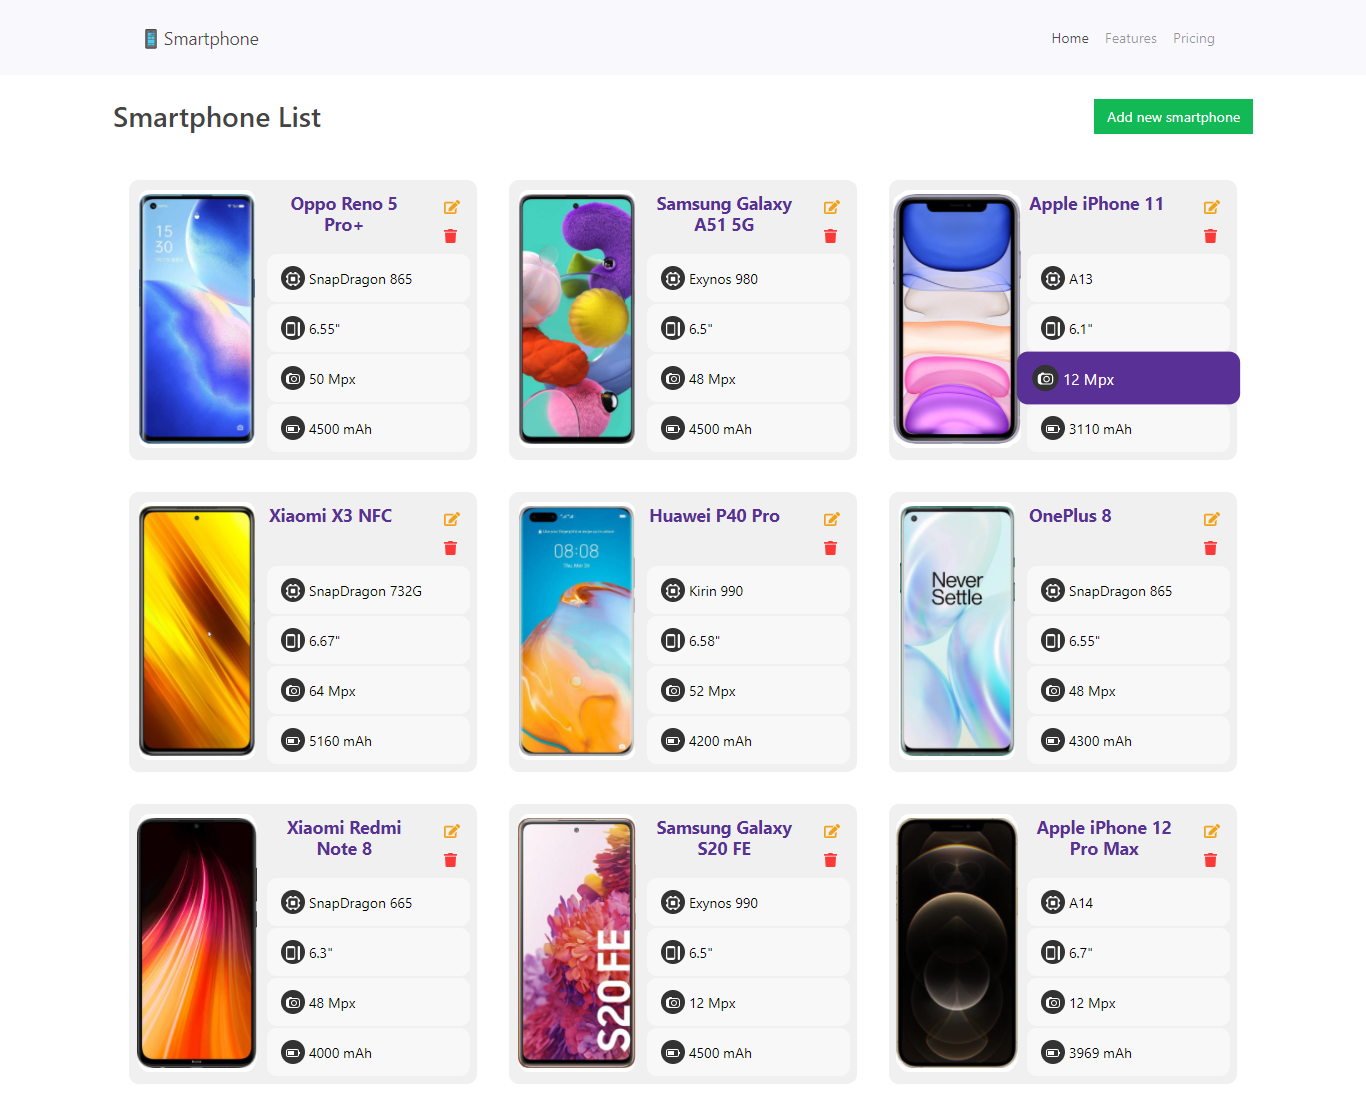 Smartphone
Home Features Pricing
Smartphone List
Add new smartphone
15
30
Oppo Reno 5
Pro+
SnapDragon 865
6.55"
50 Mpx
4500 mAh
Samsung Galaxy
A51 5G
Exynos 980
6.5"
48 Mpx
4500 mAh
Apple iPhone 11
A13
6.1"
12 Mpx
3110 mAh
Xiaomi X3 NFC
SnapDragon 732G
6.67"
64 Mpx
5160 mAh
08:08
Huawei P40 Pro
Kirin 990
6.58"
52 Mpx
4200 mAh
Never
Settle
OnePlus 8
SnapDragon 865
6.55"
48 Mpx
4300 mAh
Xiaomi Redmi
Note 8
SnapDragon 665
6.3"
48 Mpx
4000 mAh
S20 FE
Samsung Galaxy
S20 FE
Exynos 990
6.5"
12 Mpx
4500 mAh
Apple iPhone 12
Pro Max
A14
6.7"
12 Mpx
3969 mAh